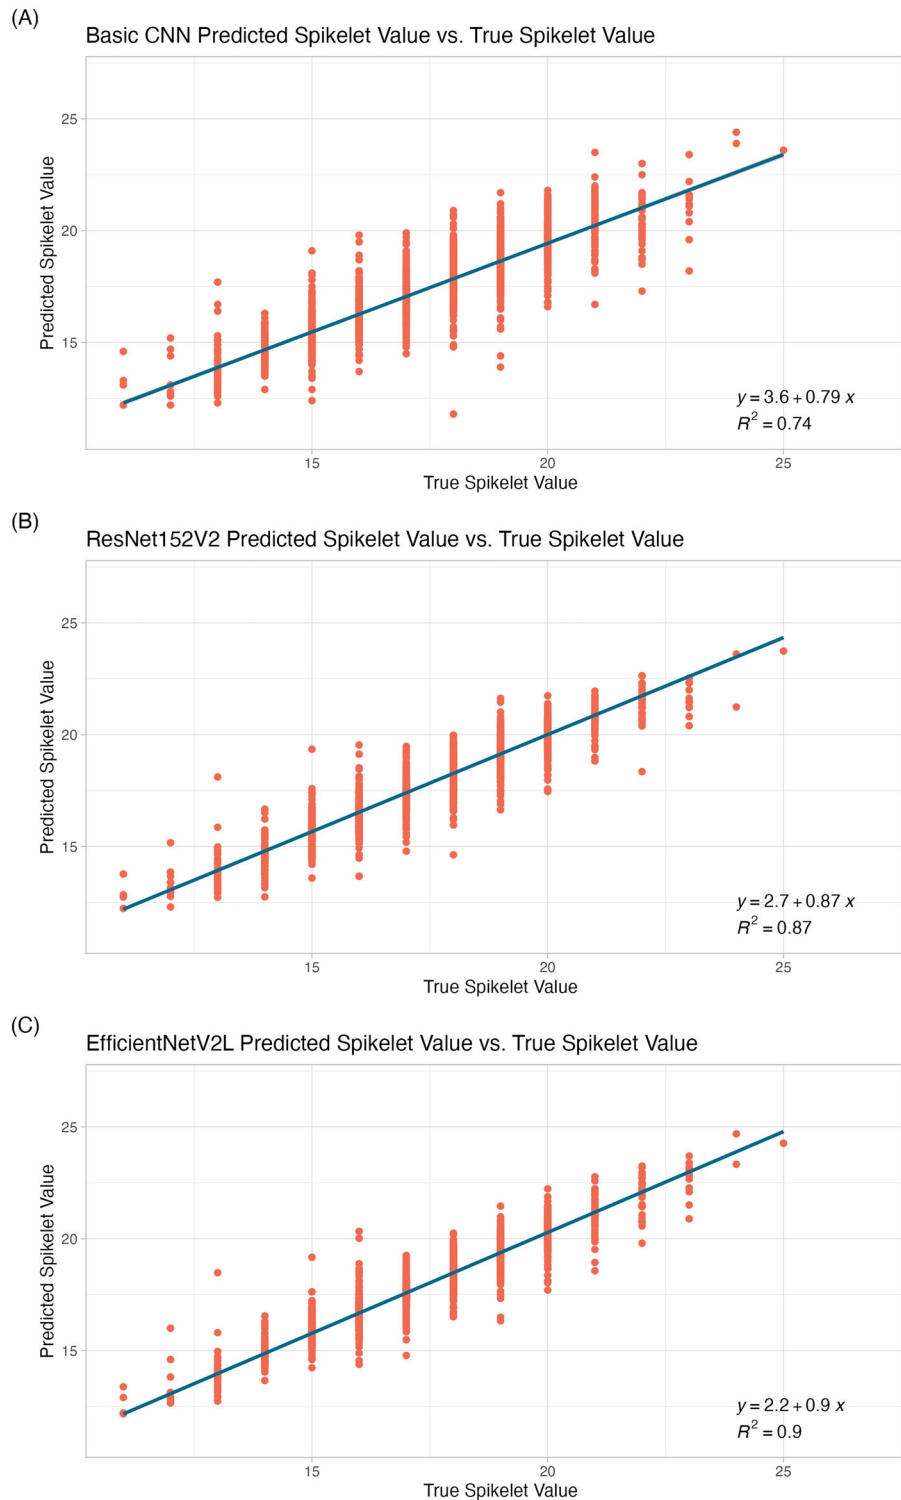 (A)
Basic CNN Predicted Spikelet Value vs. True Spikelet Value
Predicted Spikelet Value
25
20
15
y = 3.6 + 0.79 x
R² = 0.74
15 20 25
True Spikelet Value
(B)
ResNet152V2 Predicted Spikelet Value vs. True Spikelet Value
Predicted Spikelet Value
25
20
15
y = 2.7 + 0.87 x
R² = 0.87
15 20 25
True Spikelet Value
(C)
EfficientNetV2L Predicted Spikelet Value vs. True Spikelet Value
Predicted Spikelet Value
25
20
15
y = 2.2 + 0.9 x
R² = 0.9
15 20 25
True Spikelet Value